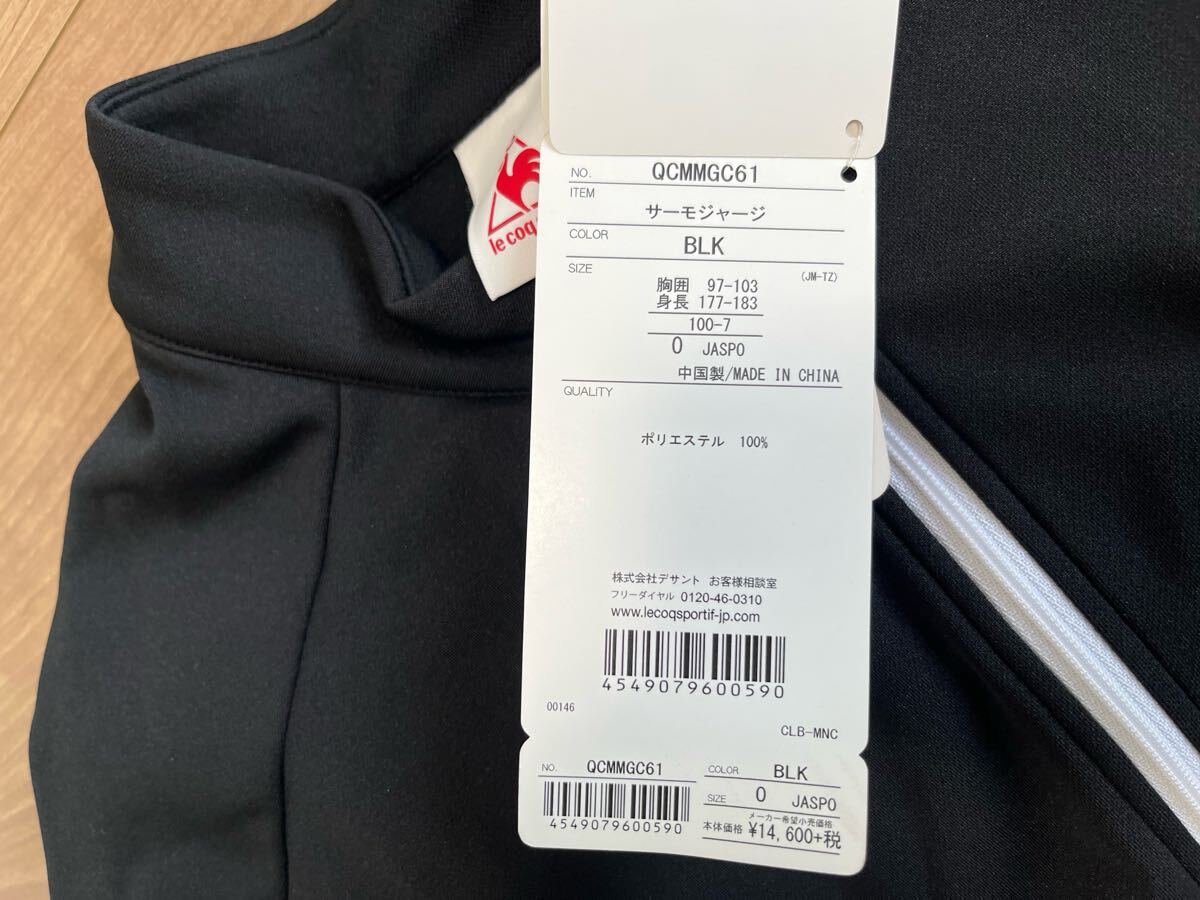 le coq
NO. QCMMGC61
ITEM
サーモジャージ
COLOR
BLK
SIZE
(JM-TZ)
胸囲 97-103
身長 177-183
100-7
O JASPO
中国製/MADE IN CHINA
QUALITY
ポリエステル 100%
株式会社デサント お客様相談室
フリーダイヤル 0120-46-0310
www.lecoqsportif-jp.com
4549079600590
00146
CLB-MNC
NO. QCMMGC61
4549079600590
COLOR BLK
SIZE O JASPO
メーカー希望小売価格
本体価格 ¥14,600+税